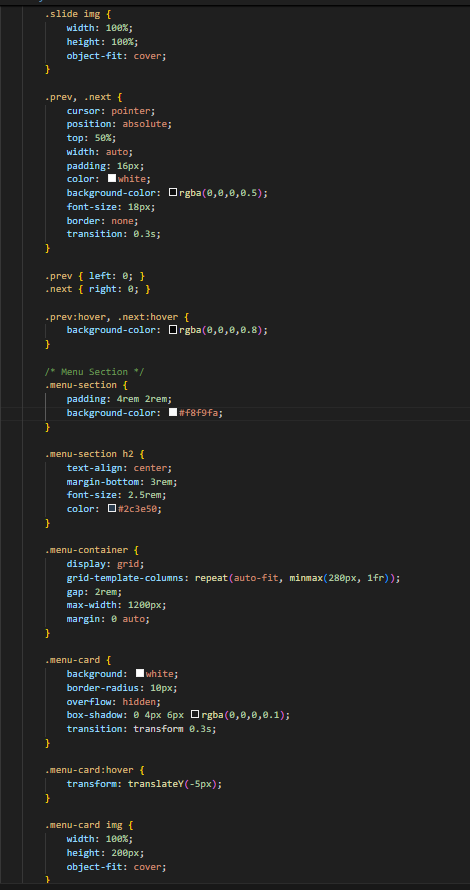 .slide img {
width: 100%;
height: 100%;
object-fit: cover;
}
.prev, .next {
cursor: pointer;
position: absolute;
top: 50%;
width: auto;
padding: 16px;
color: white;
background-color: rgba(0,0,0,0.5);
font-size: 18px;
border: none;
transition: 0.3s;
}
.prev { left: 0; }
.next { right: 0; }
.prev:hover, .next:hover {
background-color: rgba(0,0,0,0.8);
}
/* Menu Section */
.menu-section {
padding: 4rem 2rem;
background-color: #f8f9fa;
}
.menu-section h2 {
text-align: center;
margin-bottom: 3rem;
font-size: 2.5rem;
color: #2c3e50;
}
.menu-container {
display: grid;
grid-template-columns: repeat(auto-fit, minmax(280px, 1fr));
gap: 2rem;
max-width: 1200px;
margin: 0 auto;
}
.menu-card {
background: white;
border-radius: 10px;
overflow: hidden;
box-shadow: 0 4px 6px rgba(0,0,0,0.1);
transition: transform 0.3s;
}
.menu-card:hover {
transform: translateY(-5px);
}
.menu-card img {
width: 100%;
height: 200px;
object-fit: cover;
}